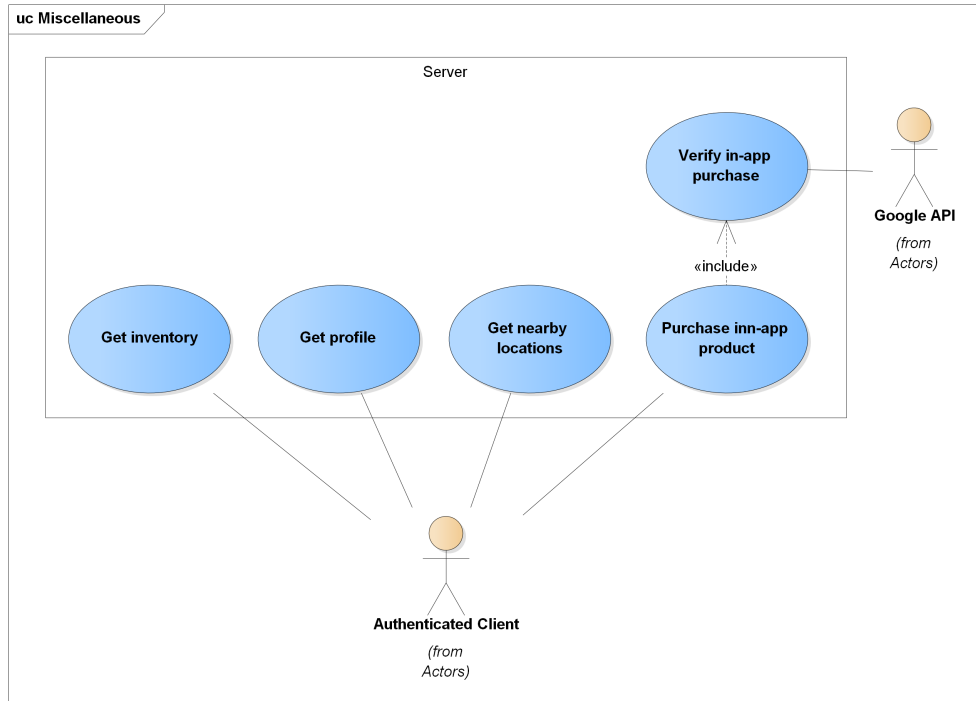 uc Miscellaneous
Server
Verify in-app
purchase
Google API
(from
Actors)
«include»
Get inventory
Get profile
Get nearby
locations
Purchase inn-app
product
Authenticated Client
(from
Actors)